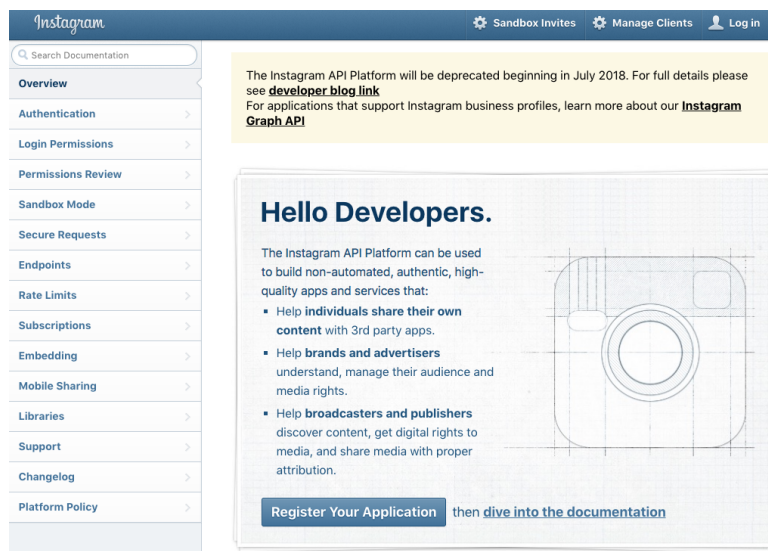 Instagram
Sandbox Invites
Manage Clients
Log in
Search Documentation
Overview
Authentication
Login Permissions
Permissions Review
Sandbox Mode
Secure Requests
Endpoints
Rate Limits
Subscriptions
Embedding
Mobile Sharing
Libraries
Support
Changelog
Platform Policy
The Instagram API Platform will be deprecated beginning in July 2018. For full details please
see developer blog link
For applications that support Instagram business profiles, learn more about our Instagram
Graph API
Hello Developers.
The Instagram API Platform can be used
to build non-automated, authentic, high-
quality apps and services that:
Help individuals share their own
content with 3rd party apps.
Help brands and advertisers
understand, manage their audience and
media rights.
Help broadcasters and publishers
discover content, get digital rights to
media, and share media with proper
attribution.
Register Your Application then dive into the documentation